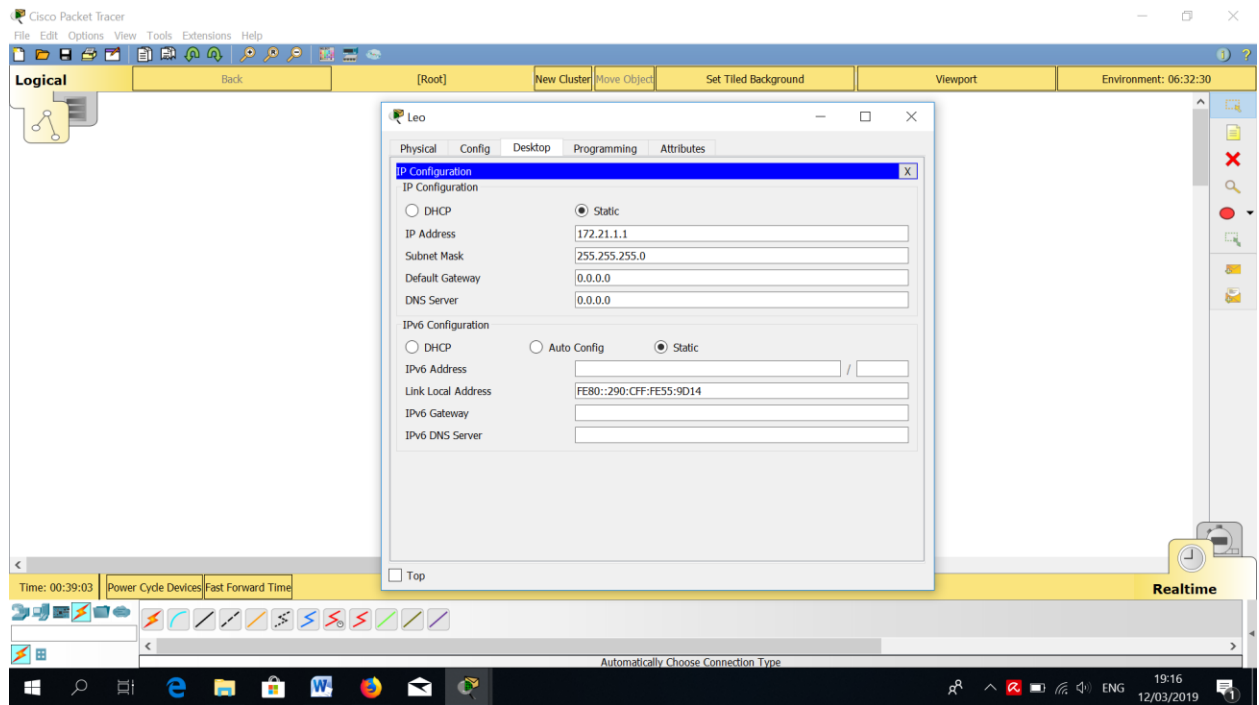 Cisco Packet Tracer
File Edit Options View Tools Extensions Help
Logical Back [Root] New Cluster Move Object Set Tiled Background Viewport Environment: 06:32:30
Leo
Physical Config Desktop Programming Attributes
IP Configuration X
IP Configuration
DHCP Static
IP Address 172.21.1.1
Subnet Mask 255.255.255.0
Default Gateway 0.0.0.0
DNS Server 0.0.0.0
IPv6 Configuration
DHCP Auto Config Static
IPv6 Address /
Link Local Address FE80::290:CFF:FE55:9D14
IPv6 Gateway
IPv6 DNS Server
Top
Time: 00:39:03 Power Cycle Devices Fast Forward Time Realtime
Automatically Choose Connection Type
ENG 19:16
12/03/2019